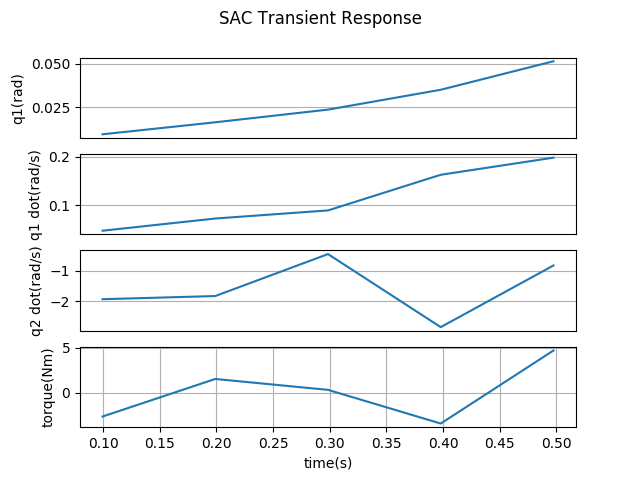 SAC Transient Response
0.050
0.025
q1(rad)
0.2
0.1
q1 dot(rad/s)
−1
−2
q2 dot(rad/s)
5
0
torque(Nm)
0.10 0.15 0.20 0.25 0.30 0.35 0.40 0.45 0.50
time(s)